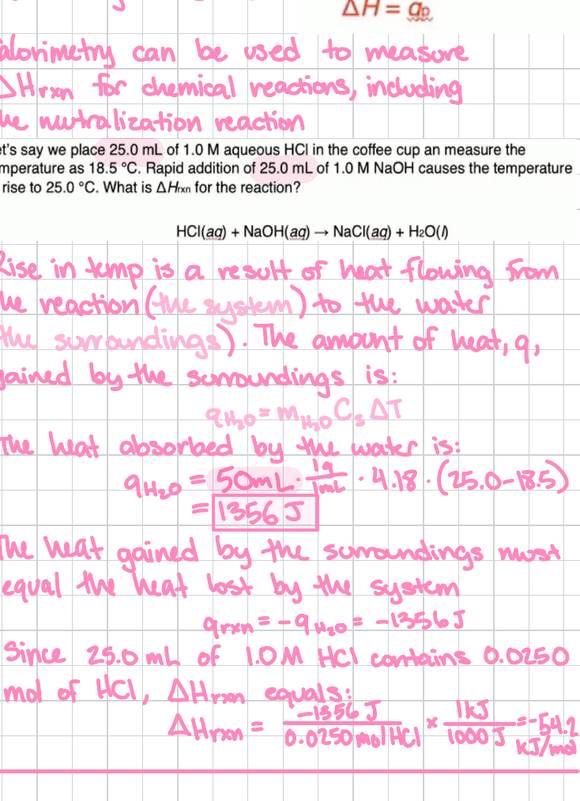 ΔH = qp
alorimetry can be used to measure
ΔHrxn for chemical reactions, including
he nutralization reaction
et's say we place 25.0 mL of 1.0 M aqueous HCl in the coffee cup an measure the
mperature as 18.5 °C. Rapid addition of 25.0 mL of 1.0 M NaOH causes the temperature
rise to 25.0 °C. What is ΔHrxn for the reaction?
HCl(aq) + NaOH(aq) → NaCl(aq) + H₂O(l)
Rise in temp is a result of heat flowing from
he reaction (the system) to the water
the surroundings). The amount of heat, q,
gained by the surroundings is:
qH₂O = mH₂O Cs ΔT
The heat absorbed by the water is:
qH₂O = 50mL · 1g/1mL · 4.18 · (25.0-18.5)
= 1356 J
The heat gained by the surroundings must
equal the heat lost by the system
qrxn = -qH₂O = -1356 J
Since 25.0 mL of 1.0 M HCl contains 0.0250
mol of HCl, ΔHrxn equals:
ΔHrxn = -1356 J / 0.0250 mol HCl × 1 kJ / 1000 J = -54.2 kJ/mol